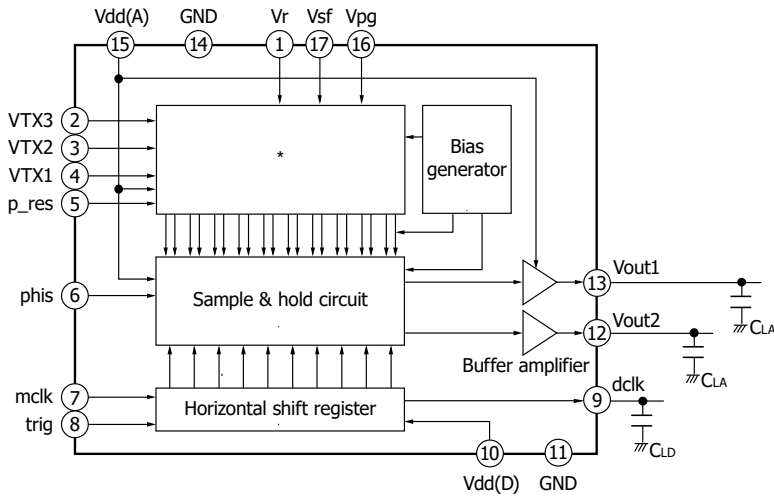 Vdd(A) GND Vr Vsf Vpg
15 14 1 17 16
VTX3 2
VTX2 3
VTX1 4
p_res 5
*
Bias
generator
phis 6
Sample & hold circuit
Vout1
13
CLA
Vout2
12
CLA
Buffer amplifier
mclk 7
trig 8
Horizontal shift register
dclk
9
CLD
10 11
Vdd(D) GND